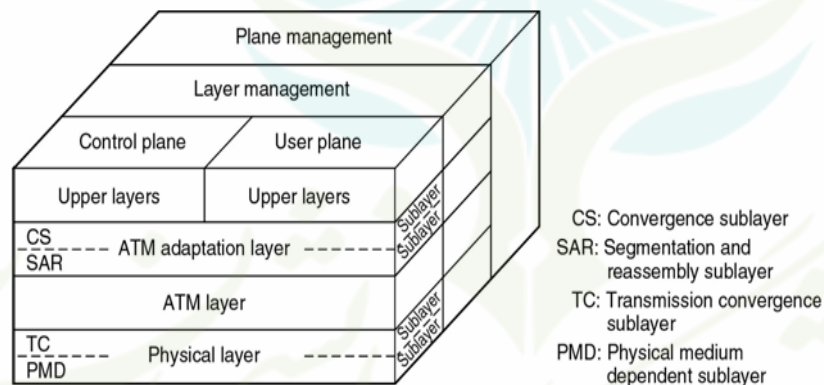 Plane management
Layer management
Control plane
User plane
Upper layers
Upper layers
Sublayer
Sublayer
CS
ATM adaptation layer
SAR
ATM layer
Sublayer
Sublayer
TC
Physical layer
PMD
CS: Convergence sublayer
SAR: Segmentation and
reassembly sublayer
TC: Transmission convergence
sublayer
PMD: Physical medium
dependent sublayer